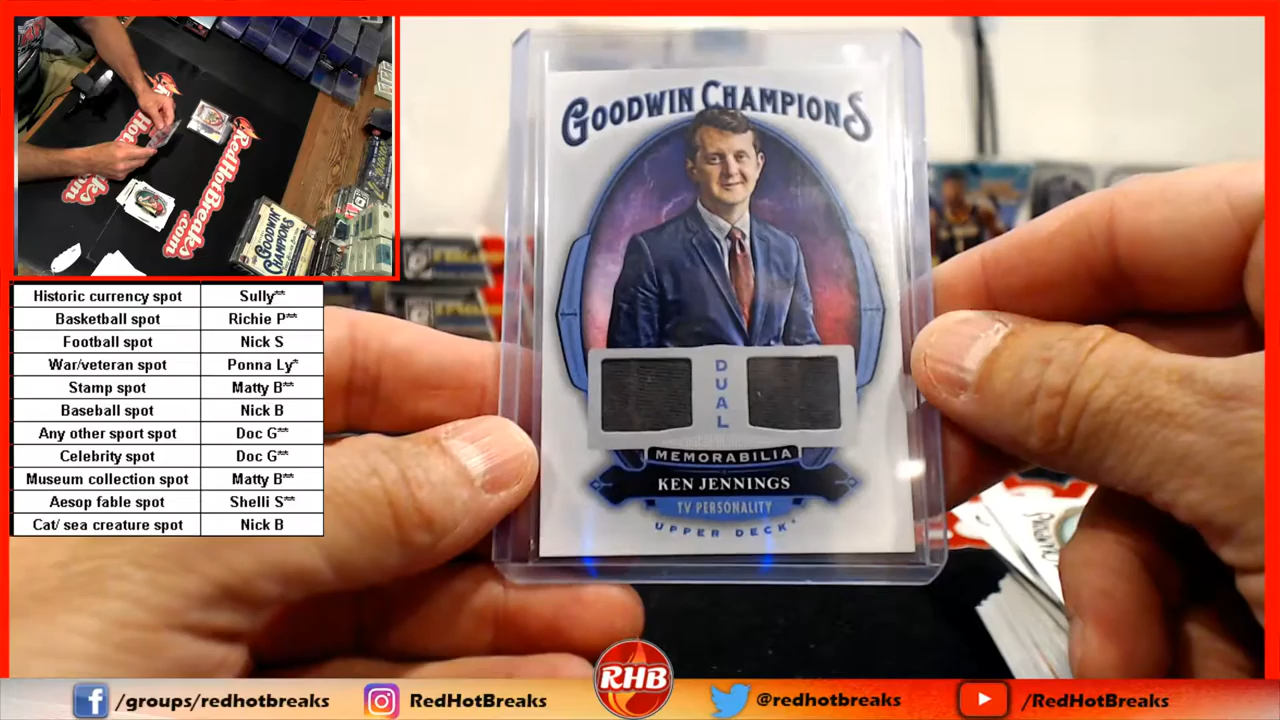 RedHotBreaks.com
GOODWIN CHAMPIONS
Historic currency spot Sully**
Basketball spot Richie P**
Football spot Nick S
War/veteran spot Ponna Ly*
Stamp spot Matty B**
Baseball spot Nick B
Any other sport spot Doc G**
Celebrity spot Doc G**
Museum collection spot Matty B**
Aesop fable spot Shelli S**
Cat/ sea creature spot Nick B
GOODWIN CHAMPIONS
DUAL
MEMORABILIA
KEN JENNINGS
TV PERSONALITY
UPPER DECK
RHB
/groups/redhotbreaks RedHotBreaks @redhotbreaks /RedHotBreaks